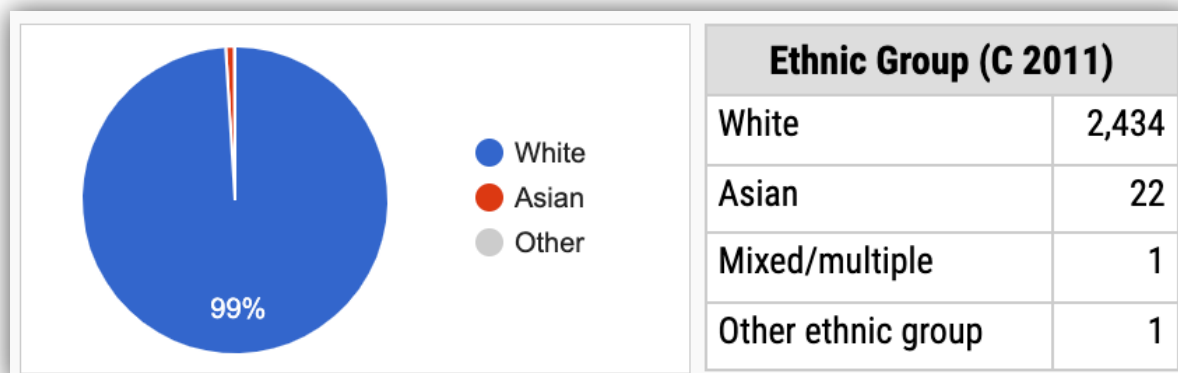 99%
White
Asian
Other
Ethnic Group (C 2011)
White 2,434
Asian 22
Mixed/multiple 1
Other ethnic group 1